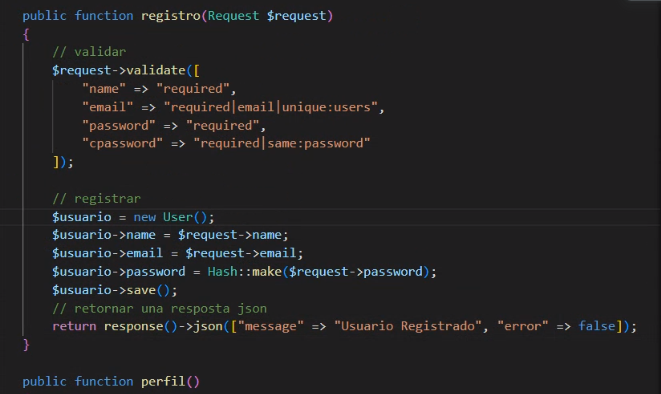 public function registro(Request $request)
{
// validar
$request->validate([
"name" => "required",
"email" => "required|email|unique:users",
"password" => "required",
"cpassword" => "required|same:password"
]);
// registrar
$usuario = new User();
$usuario->name = $request->name;
$usuario->email = $request->email;
$usuario->password = Hash::make($request->password);
$usuario->save();
// retornar una resposta json
return response()->json(["message" => "Usuario Registrado", "error" => false]);
}
public function perfil()